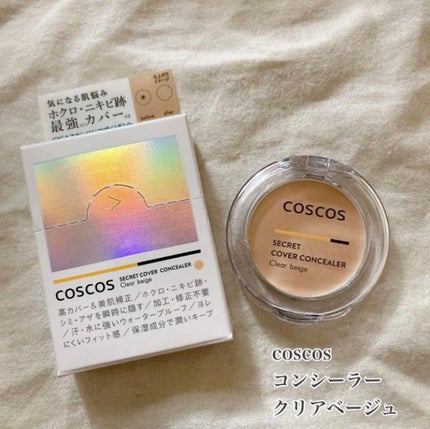 気になる肌悩み
ホクロ・ニキビ跡
最強カバー
before
after
COSCOS
SECRET COVER CONCEALER
Clear beige
高カバー&美肌補正/ホクロ・ニキビ跡・
シミ・アザを瞬時に隠す/加工・修正不要
/汗・水に強いウォータープルーフ/ヨレ
にくいフィット感/保湿成分で潤いキープ
COSCOS
SECRET
COVER CONCEALER
Clear beige
coscos
コンシーラー
クリアベージュ